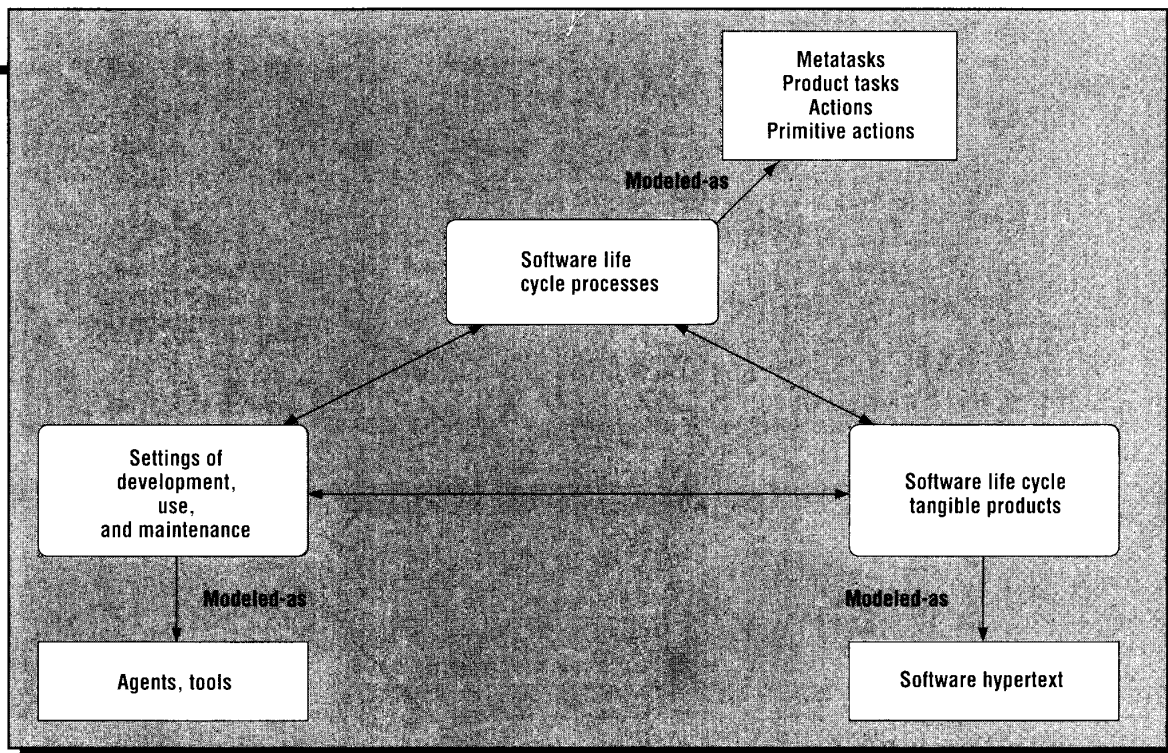 Metatasks
Product tasks
Actions
Primitive actions
Modeled-as
Software life
cycle processes
Settings of
development,
use,
and maintenance
Software life cycle
tangible products
Modeled-as
Modeled-as
Agents, tools
Software hypertext